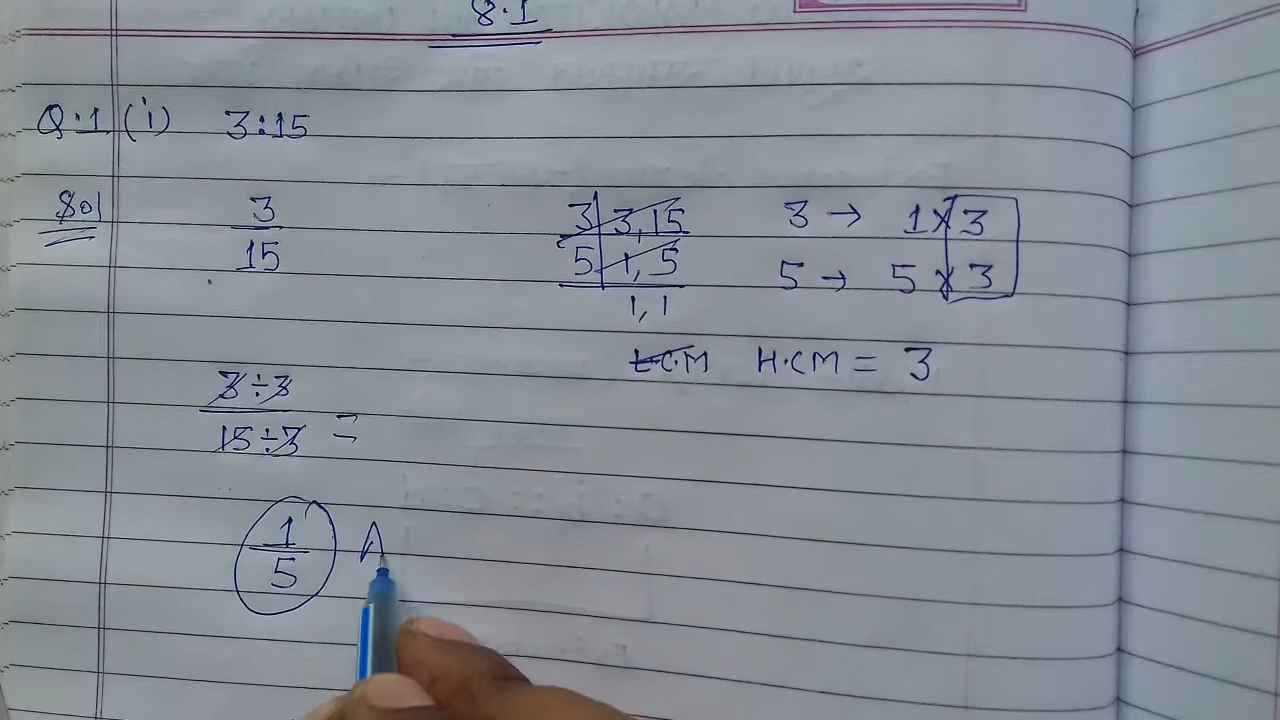 8.1
Q.1 (i) 3:15
Sol
3
15
3 3,15
5 1,5
1,1
3 → 1×3
5 → 5×3
L.C.M H.CM = 3
3÷3
15÷3 =
1
5
A